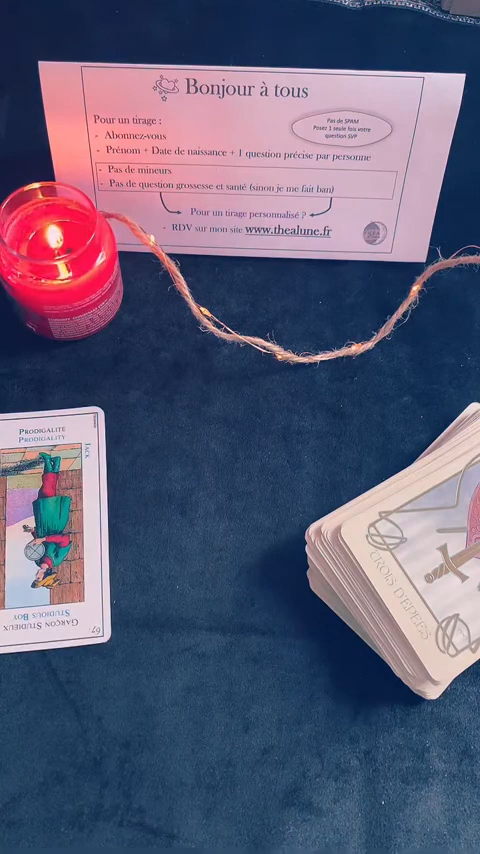 Bonjour à tous
Pour un tirage :
- Abonnez-vous
- Prénom + Date de naissance + 1 question précise par personne
Pas de SPAM
Posez 1 seule fois votre
question SVP
- Pas de mineurs
- Pas de question grossesse et santé (sinon je me fait ban)
Pour un tirage personnalisé ?
- RDV sur mon site www.thealune.fr
PRODIGALITE
PRODIGALITY
JACK
STUDIOUS BOY
GARÇON STUDIEUX
67.
TROIS D'EPEES